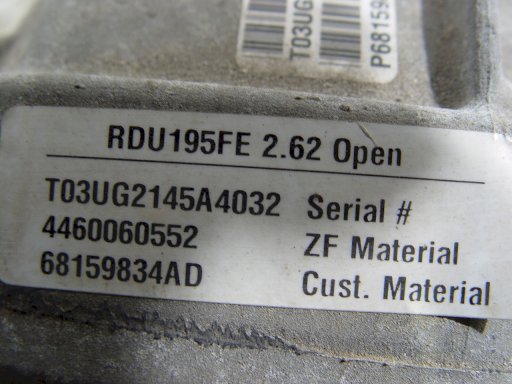 T03UG
P68159
RDU195FE 2.62 Open
T03UG2145A4032 Serial #
4460060552 ZF Material
68159834AD Cust. Material